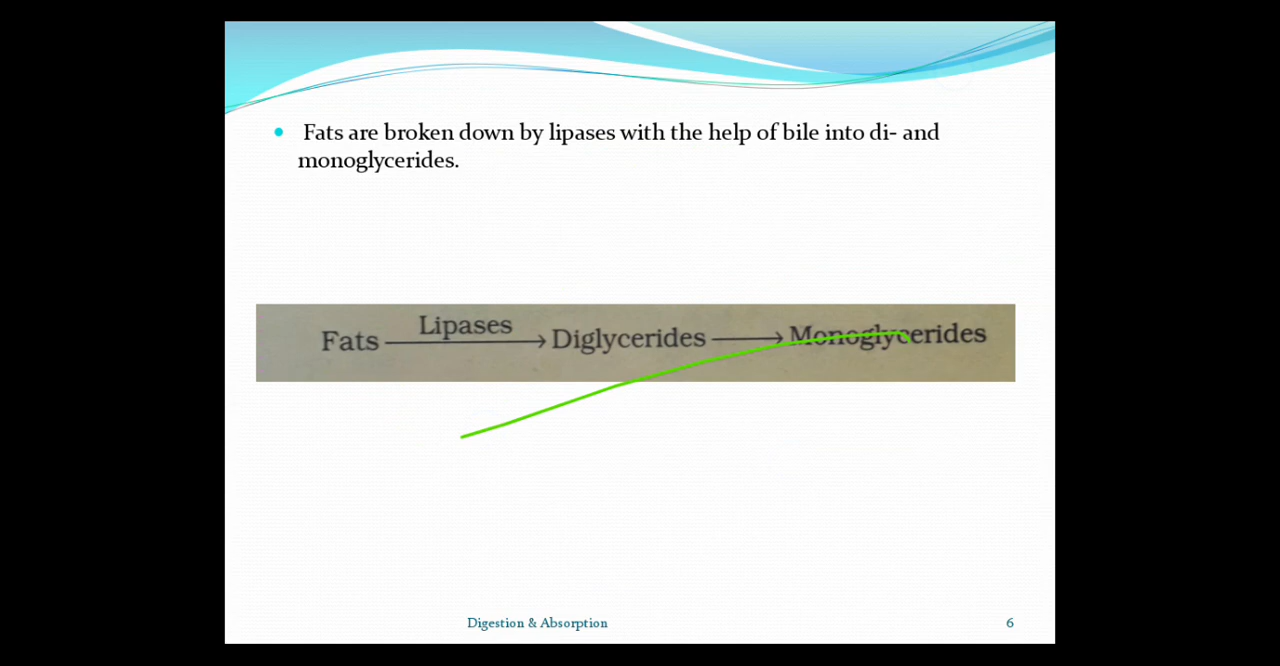 Fats are broken down by lipases with the help of bile into di- and
monoglycerides.
Fats Lipases Diglycerides Monoglycerides
Digestion & Absorption 6